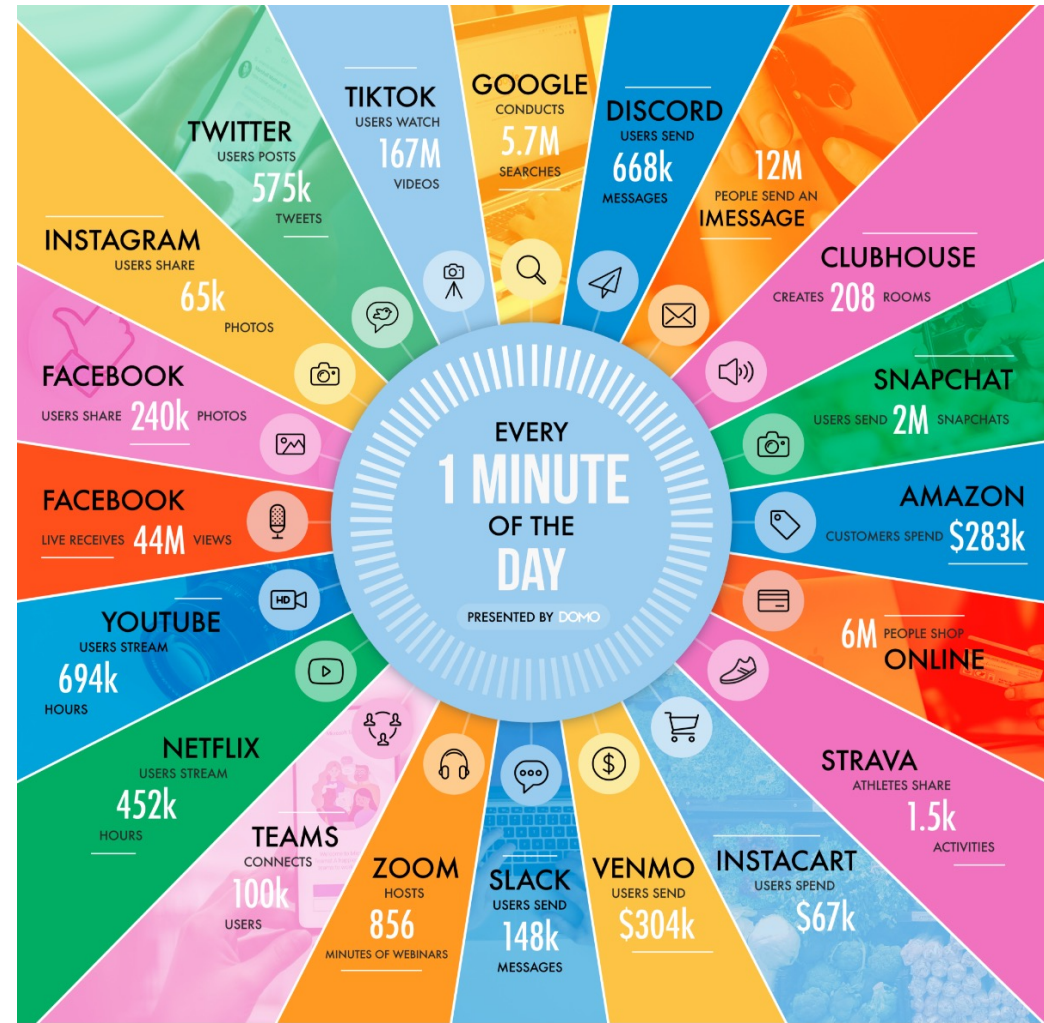 EVERY
1 MINUTE
OF THE
DAY
PRESENTED BY DOMO
GOOGLE
CONDUCTS
5.7M
SEARCHES
DISCORD
USERS SEND
668k
MESSAGES
12M
PEOPLE SEND AN
IMESSAGE
CLUBHOUSE
CREATES 208 ROOMS
SNAPCHAT
USERS SEND 2M SNAPCHATS
AMAZON
CUSTOMERS SPEND $283k
6M PEOPLE SHOP
ONLINE
STRAVA
ATHLETES SHARE
1.5k
ACTIVITIES
INSTACART
USERS SPEND
$67k
VENMO
USERS SEND
$304k
SLACK
USERS SEND
148k
MESSAGES
ZOOM
HOSTS
856
MINUTES OF WEBINARS
TEAMS
CONNECTS
100k
USERS
NETFLIX
USERS STREAM
452k
HOURS
YOUTUBE
USERS STREAM
694k
HOURS
HD
FACEBOOK
LIVE RECEIVES 44M VIEWS
FACEBOOK
USERS SHARE 240k PHOTOS
INSTAGRAM
USERS SHARE
65k
PHOTOS
TWITTER
USERS POSTS
575k
TWEETS
TIKTOK
USERS WATCH
167M
VIDEOS